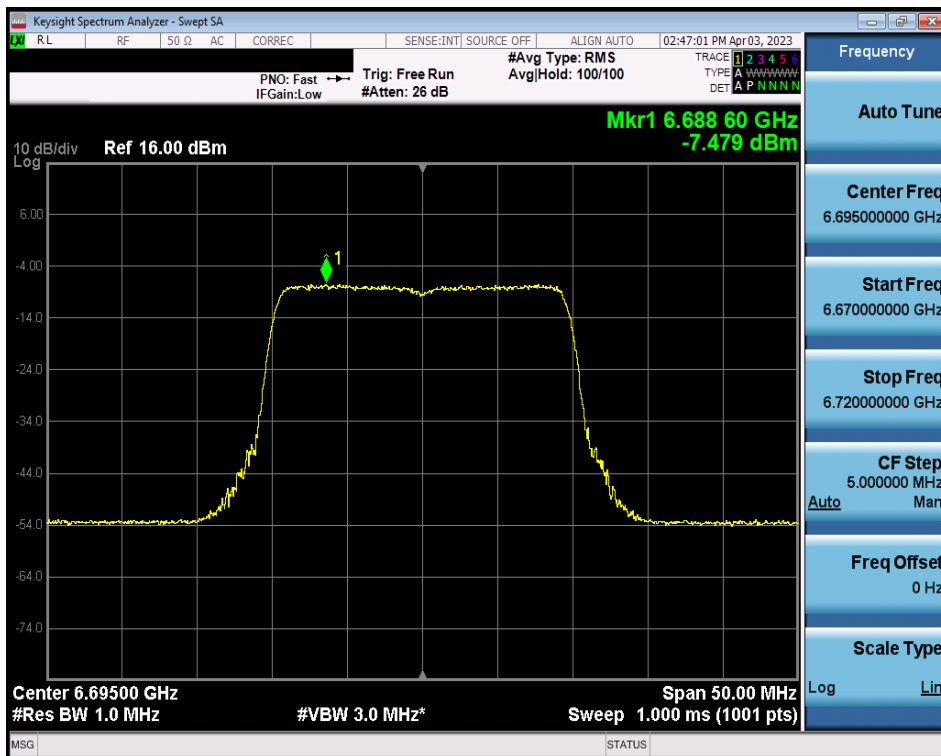 Keysight Spectrum Analyzer - Swept SA
LXI RL RF 50 Ω AC CORREC SENSE:INT SOURCE OFF ALIGN AUTO 02:47:01 PM Apr 03, 2023
PNO: Fast
IFGain:Low
Trig: Free Run
#Atten: 26 dB
#Avg Type: RMS
Avg|Hold: 100/100
TRACE 1 2 3 4 5 6
TYPE A WWWWW
DET A P N N N N
Mkr1 6.688 60 GHz
-7.479 dBm
10 dB/div Ref 16.00 dBm
Log
1
6.00
-4.00
-14.0
-24.0
-34.0
-44.0
-54.0
-64.0
-74.0
Center 6.69500 GHz Span 50.00 MHz
#Res BW 1.0 MHz #VBW 3.0 MHz* Sweep 1.000 ms (1001 pts)
MSG STATUS
Frequency
Auto Tune
Center Freq
6.695000000 GHz
Start Freq
6.670000000 GHz
Stop Freq
6.720000000 GHz
CF Step
5.000000 MHz
Auto Man
Freq Offset
0 Hz
Scale Type
Log Lin